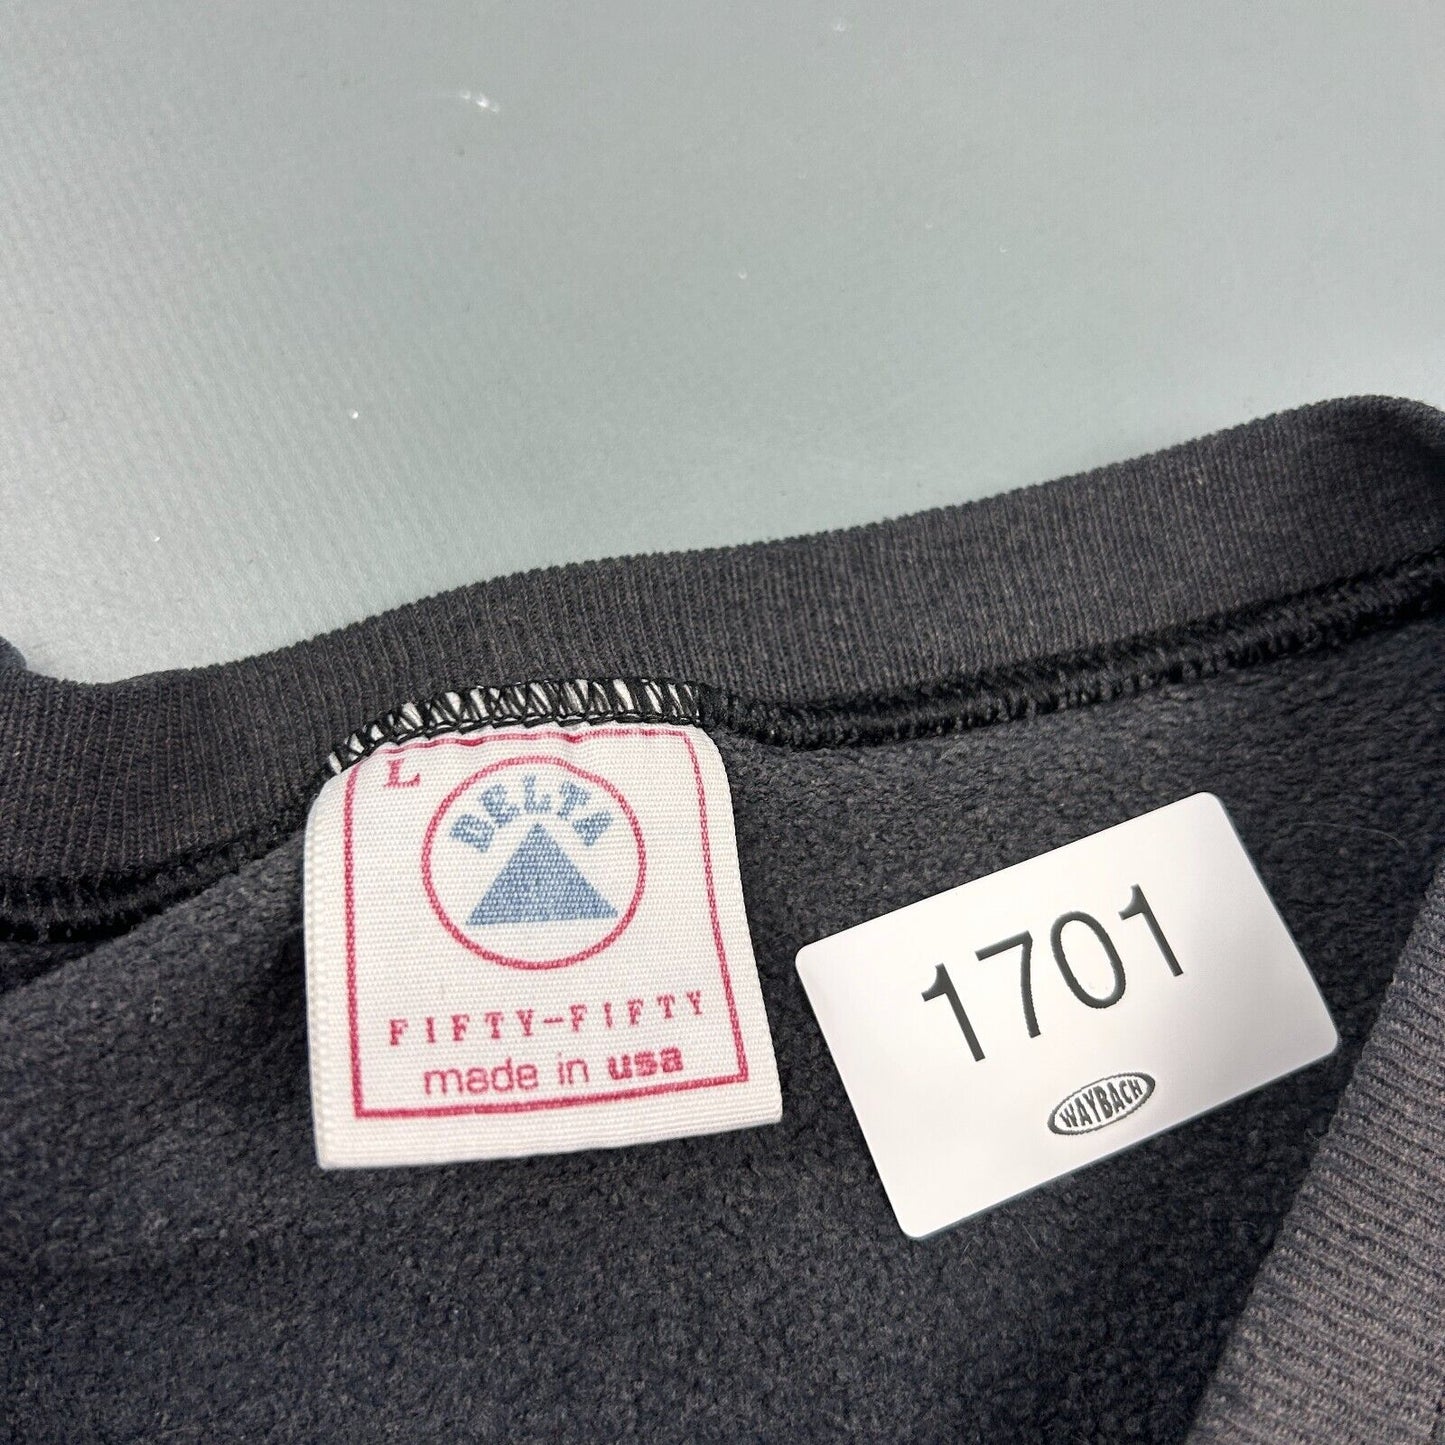 L
DELTA
FIFTY-FIFTY
made in usa
1701
WAYBACH